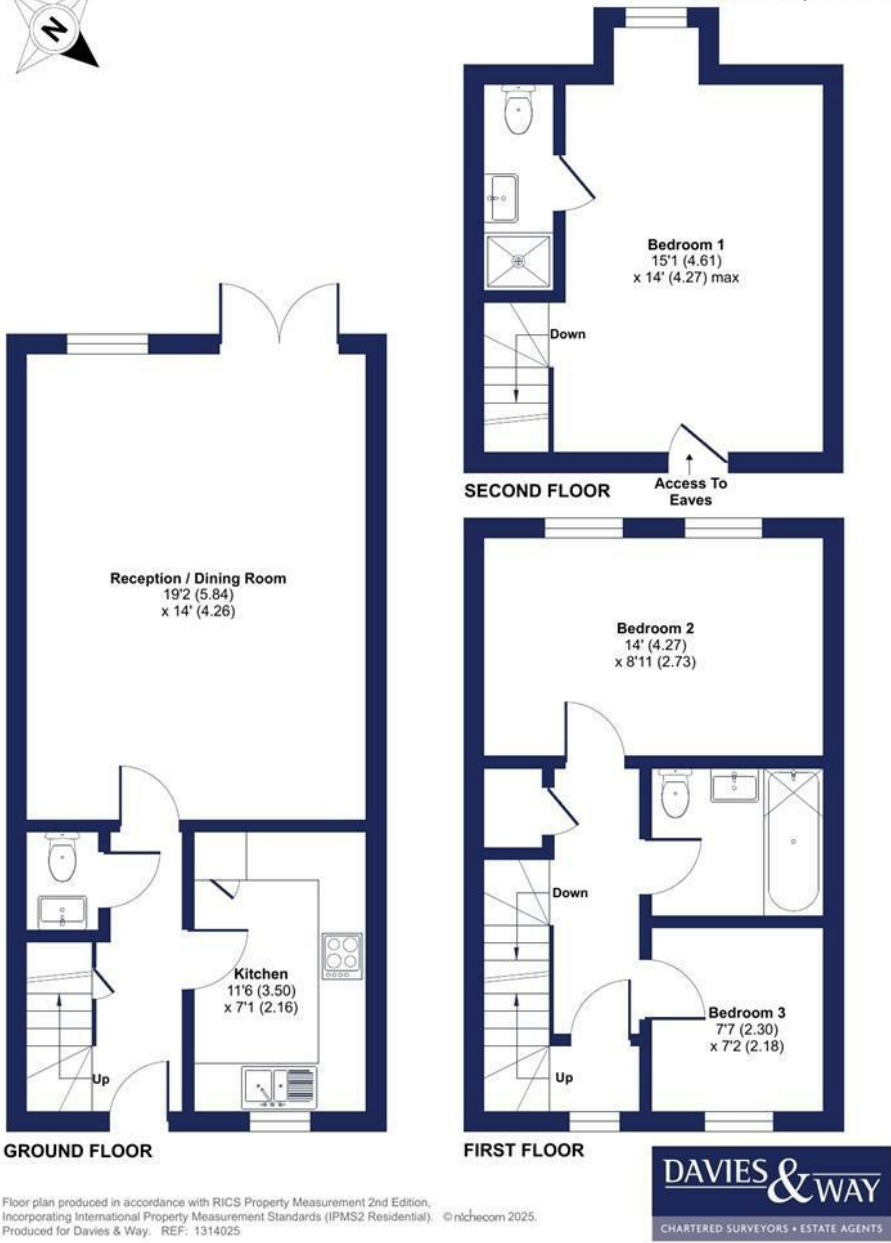 N
Bedroom 1
15'1 (4.61)
x 14' (4.27) max
Down
Access To
Eaves
SECOND FLOOR
Reception / Dining Room
19'2 (5.84)
x 14' (4.26)
Kitchen
11'6 (3.50)
x 7'1 (2.16)
Up
GROUND FLOOR
Bedroom 2
14' (4.27)
x 8'11 (2.73)
Down
Bedroom 3
7'7 (2.30)
x 7'2 (2.18)
Up
FIRST FLOOR
Floor plan produced in accordance with RICS Property Measurement 2nd Edition,
Incorporating International Property Measurement Standards (IPMS2 Residential). © nichecom 2025.
Produced for Davies & Way. REF: 1314025
DAVIES & WAY
CHARTERED SURVEYORS • ESTATE AGENTS